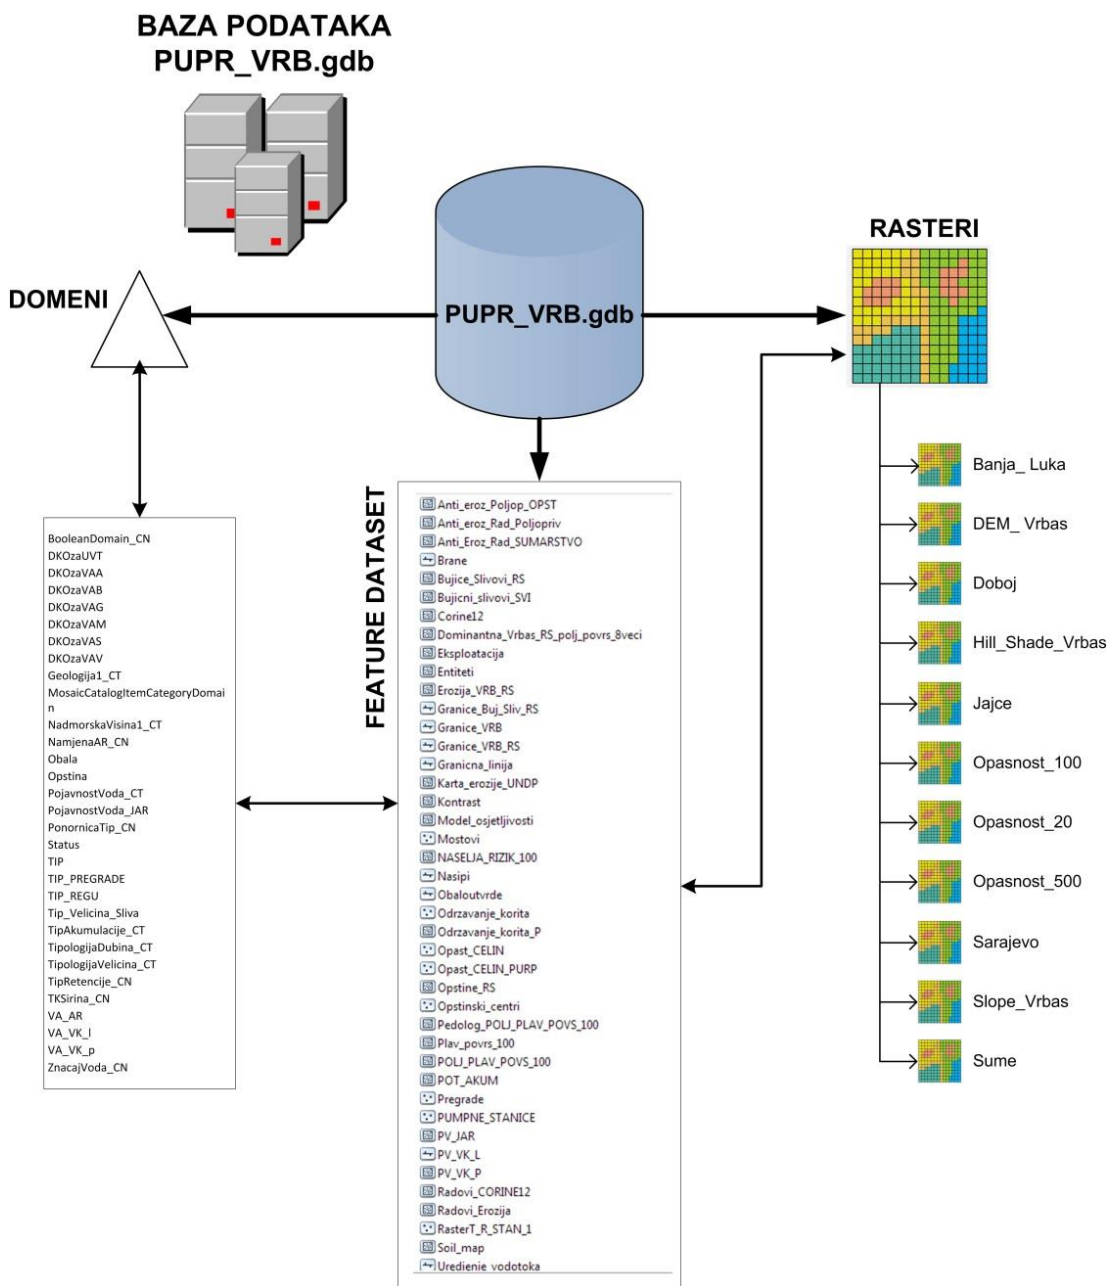 BAZA PODATAKA
PUPR_VRB.gdb
DOMENI
PUPR_VRB.gdb
RASTERI
BooleanDomain_CN
DKOzaUVT
DKOzaVAA
DKOzaVAB
DKOzaVAG
DKOzaVAM
DKOzaVAS
DKOzaVAV
Geologija1_CT
MosaicCatalogItemCategoryDomai
n
NadmorskaVisina1_CT
NamjenaAR_CN
Obala
Opstina
PojavnostVoda_CT
PojavnostVoda_JAR
PonornicaTip_CN
Status
TIP
TIP_PREGRADE
TIP_REGU
Tip_Velicina_Sliva
TipAkumulacije_CT
TipologijaDubina_CT
TipologijaVelicina_CT
TipRetencije_CN
TKSirina_CN
VA_AR
VA_VK_l
VA_VK_p
ZnacajVoda_CN
FEATURE DATASET
Anti_eroz_Poljop_OPST
Anti_eroz_Rad_Poljopriv
Anti_Eroz_Rad_SUMARSTVO
Brane
Bujice_Slivovi_RS
Bujicni_slivovi_SVI
Corine12
Dominantna_Vrbas_RS_polj_povrs_8veci
Eksploatacija
Entiteti
Erozija_VRB_RS
Granice_Buj_Sliv_RS
Granice_VRB
Granice_VRB_RS
Granicna_linija
Karta_erozije_UNDP
Kontrast
Model_osjetljivosti
Mostovi
NASELJA_RIZIK_100
Nasipi
Obaloutvrde
Odrzavanje_korita
Odrzavanje_korita_P
Opast_CELIN
Opast_CELIN_PURP
Opstine_RS
Opstinski_centri
Pedolog_POLJ_PLAV_POVS_100
Plav_povrs_100
POLJ_PLAV_POVS_100
POT_AKUM
Pregrade
PUMPNE_STANICE
PV_JAR
PV_VK_L
PV_VK_P
Radovi_CORINE12
Radovi_Erozija
RasterT_R_STAN_1
Soil_map
Uredjenje_vodotoka
Banja_ Luka
DEM_ Vrbas
Doboj
Hill_Shade_Vrbas
Jajce
Opasnost_100
Opasnost_20
Opasnost_500
Sarajevo
Slope_Vrbas
Sume